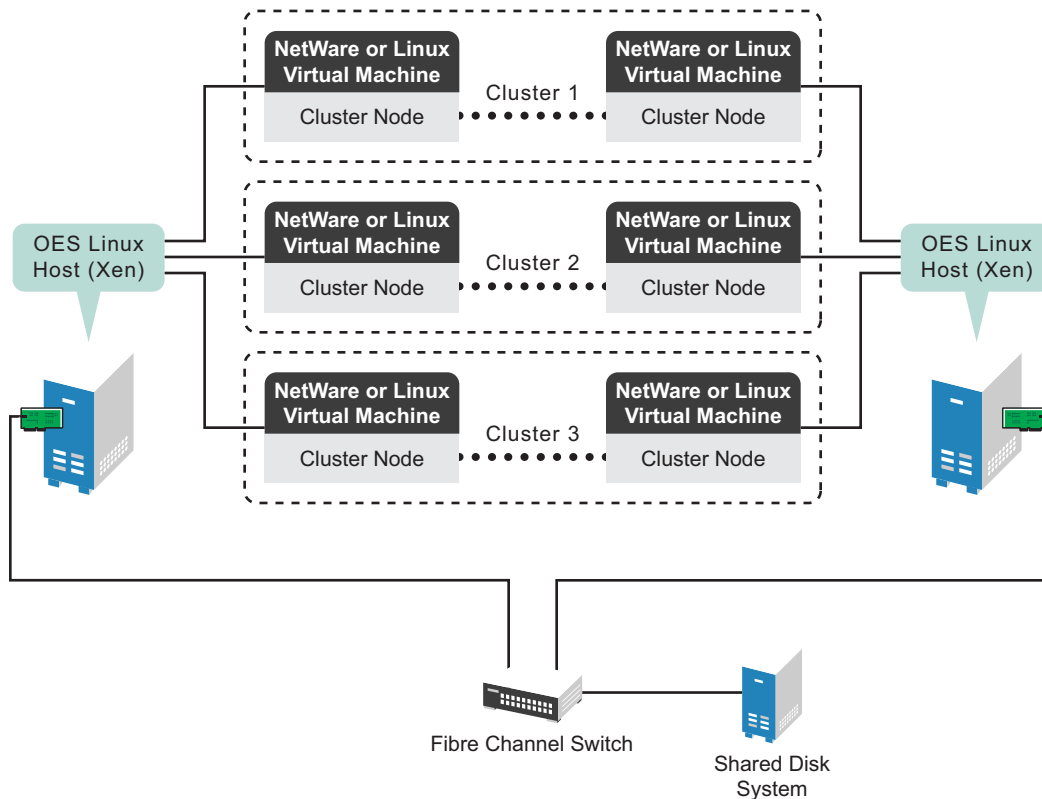 NetWare or Linux
Virtual Machine
Cluster Node
Cluster 1
NetWare or Linux
Virtual Machine
Cluster Node
NetWare or Linux
Virtual Machine
Cluster Node
Cluster 2
NetWare or Linux
Virtual Machine
Cluster Node
OES Linux
Host (Xen)
OES Linux
Host (Xen)
NetWare or Linux
Virtual Machine
Cluster Node
Cluster 3
NetWare or Linux
Virtual Machine
Cluster Node
Fibre Channel Switch
Shared Disk
System